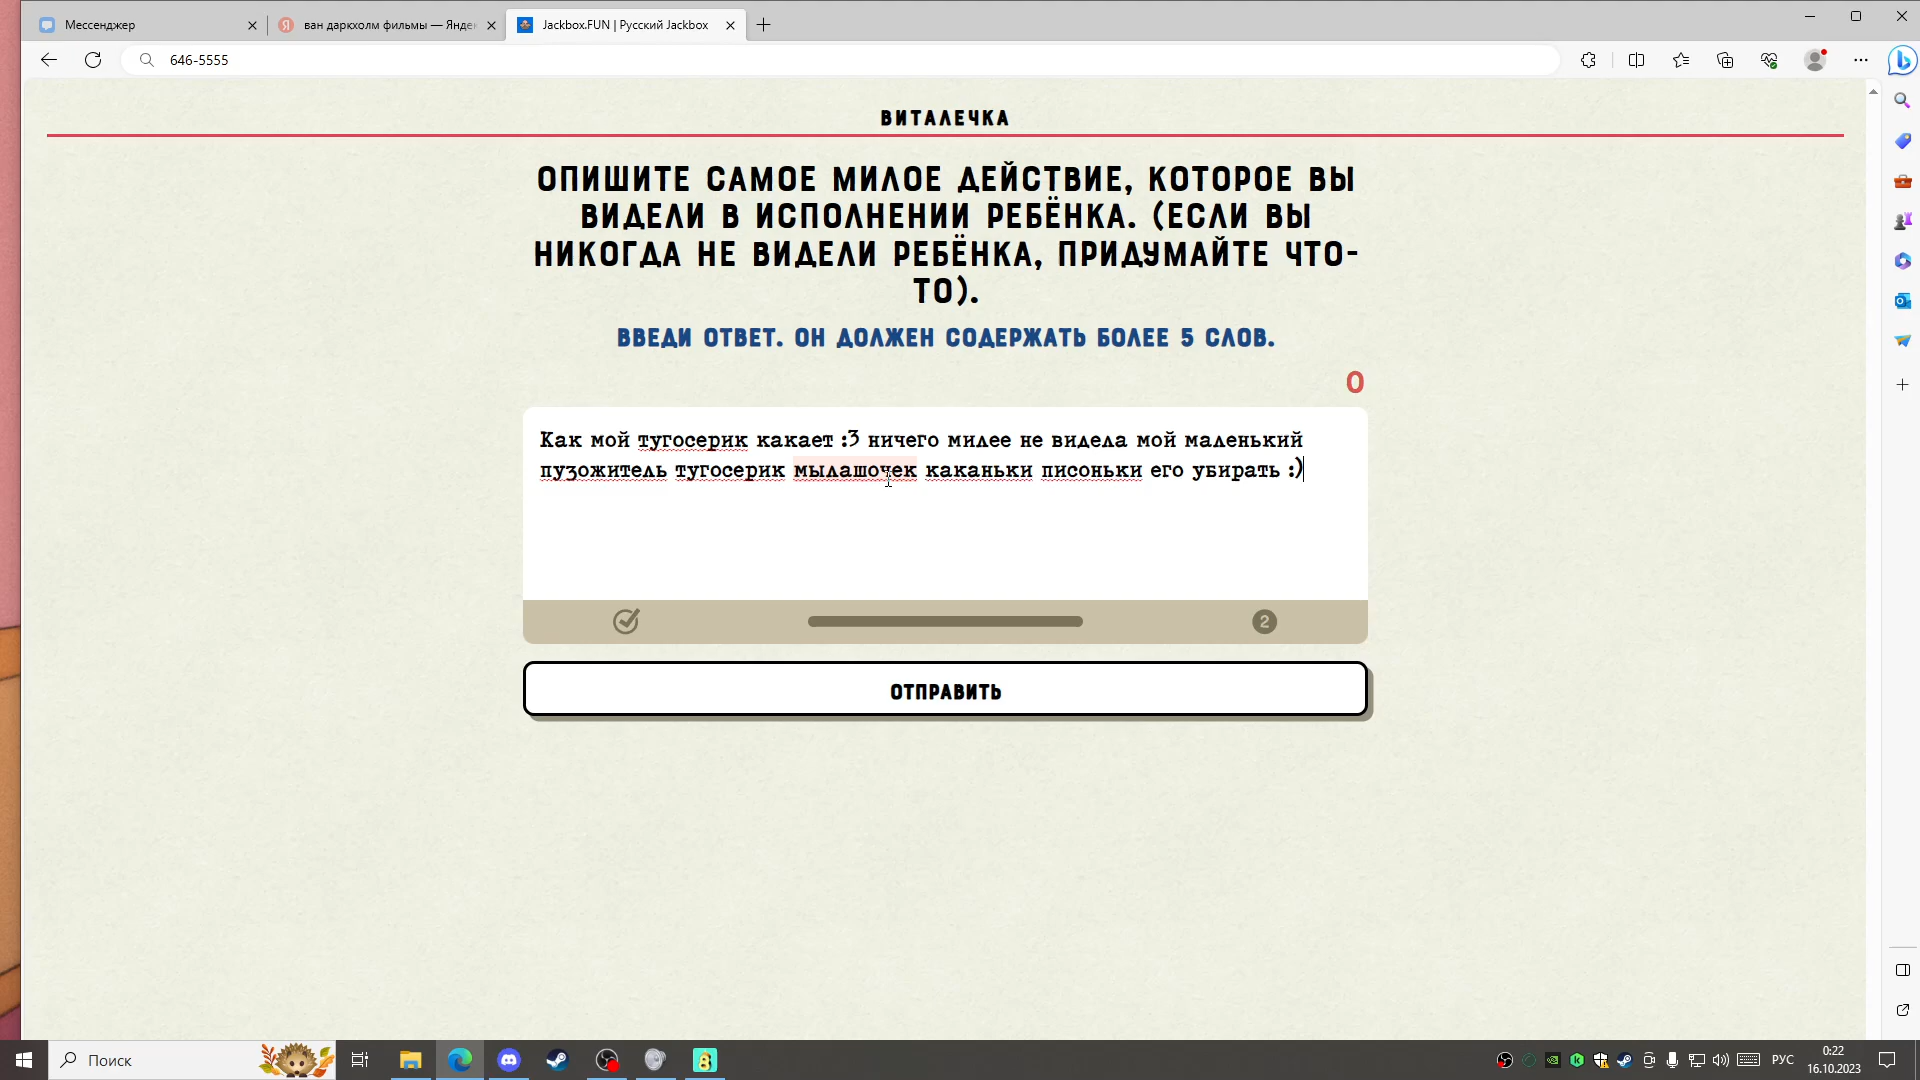 Мессенджер
ван даркхолм фильмы — Яндек
Jackbox.FUN | Русский Jackbox
646-5555
ВИТАЛЕЧКА
ОПИШИТЕ САМОЕ МИЛОЕ ДЕЙСТВИЕ, КОТОРОЕ ВЫ
ВИДЕЛИ В ИСПОЛНЕНИИ РЕБЁНКА. (ЕСЛИ ВЫ
НИКОГДА НЕ ВИДЕЛИ РЕБЁНКА, ПРИДУМАЙТЕ ЧТО-
ТО).
ВВЕДИ ОТВЕТ. ОН ДОЛЖЕН СОДЕРЖАТЬ БОЛЕЕ 5 СЛОВ.
0
Как мой тугосерик какает :3 ничего милее не видела мой маленький
пузожитель тугосерик мылашочек каканьки писоньки его убирать :)
2
ОТПРАВИТЬ
Поиск
РУС
0:22
16.10.2023